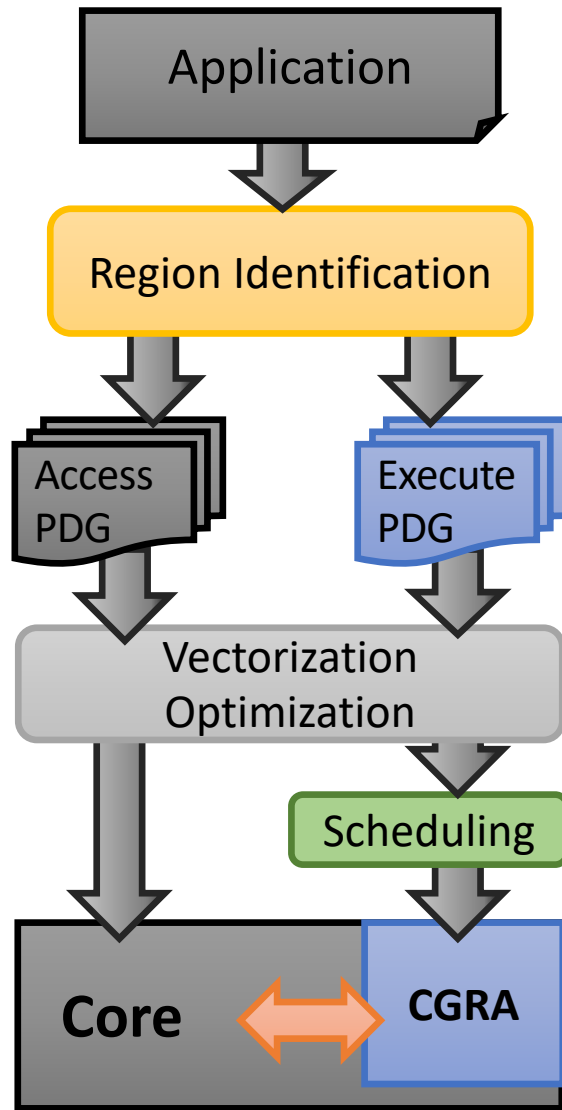 Application
Region Identification
Access
PDG
Execute
PDG
Vectorization
Optimization
Scheduling
Core
CGRA